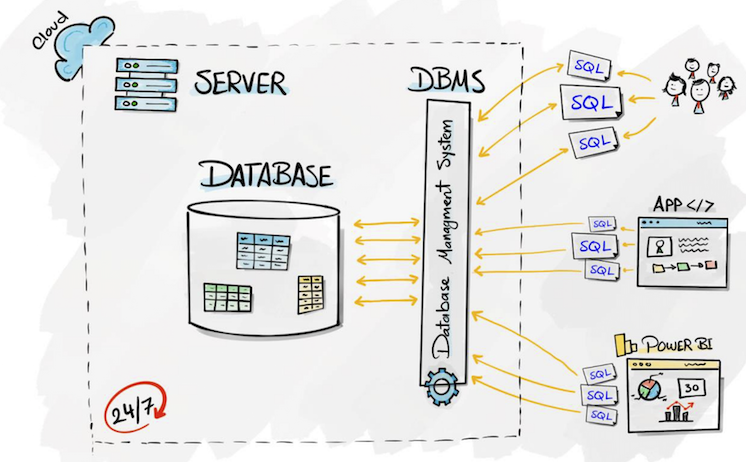 Cloud
SERVER
DBMS
DATABASE
Database Managment System
24/7
SQL
SQL
SQL
APP </>
SQL
SQL
SQL
POWER BI
SQL
SQL
SQL
30